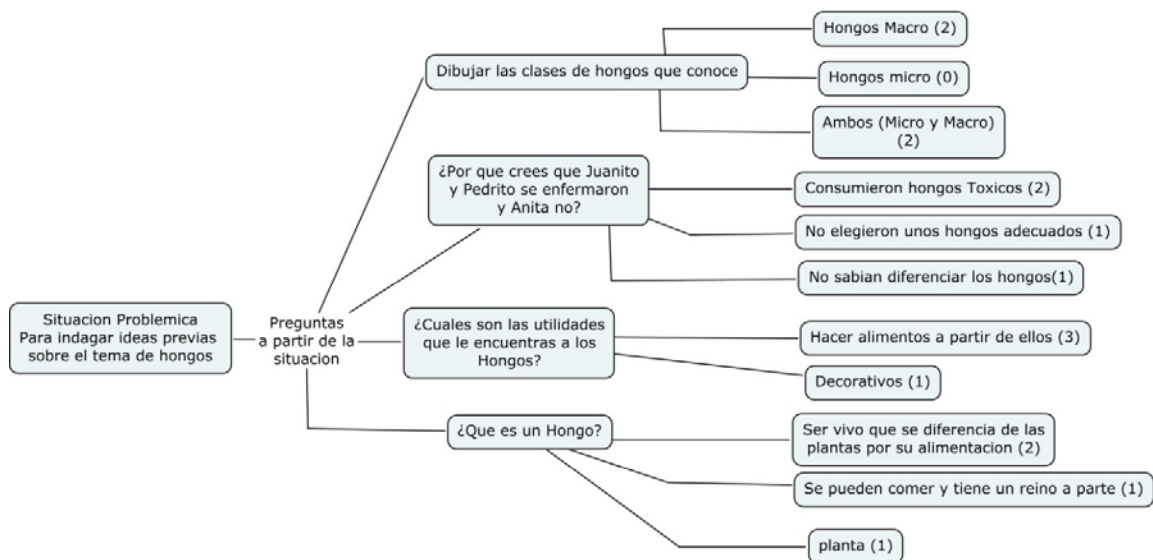 Situacion Problemica
Para indagar ideas previas
sobre el tema de hongos
Preguntas
a partir de la
situacion
Dibujar las clases de hongos que conoce
Hongos Macro (2)
Hongos micro (0)
Ambos (Micro y Macro)
(2)
¿Por que crees que Juanito
y Pedrito se enfermaron
y Anita no?
Consumieron hongos Toxicos (2)
No elegieron unos hongos adecuados (1)
No sabian diferenciar los hongos(1)
¿Cuales son las utilidades
que le encuentras a los
Hongos?
Hacer alimentos a partir de ellos (3)
Decorativos (1)
¿Que es un Hongo?
Ser vivo que se diferencia de las
plantas por su alimentacion (2)
Se pueden comer y tiene un reino a parte (1)
planta (1)